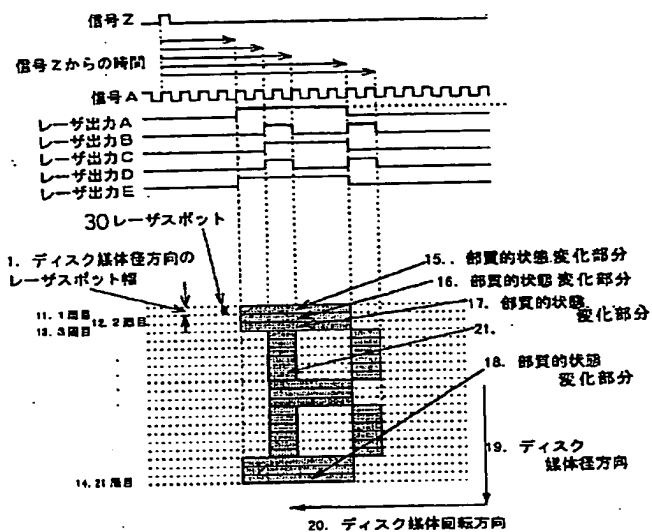 信号Z
信号Zからの時間
信号A
レーザ出力A
レーザ出力B
レーザ出力C
レーザ出力D
レーザ出力E
30レーザスポット
1. ディスク媒体径方向の
レーザスポット幅
11.1周目
12.2周目
13.3周目
14.21周目
15.. 部質的状態変化部分
16. 部質的状態変化部分
17. 部質的状態
変化部分
21.
18. 部質的状態
変化部分
19. ディスク
媒体径方向
20. ディスク媒体回転方向